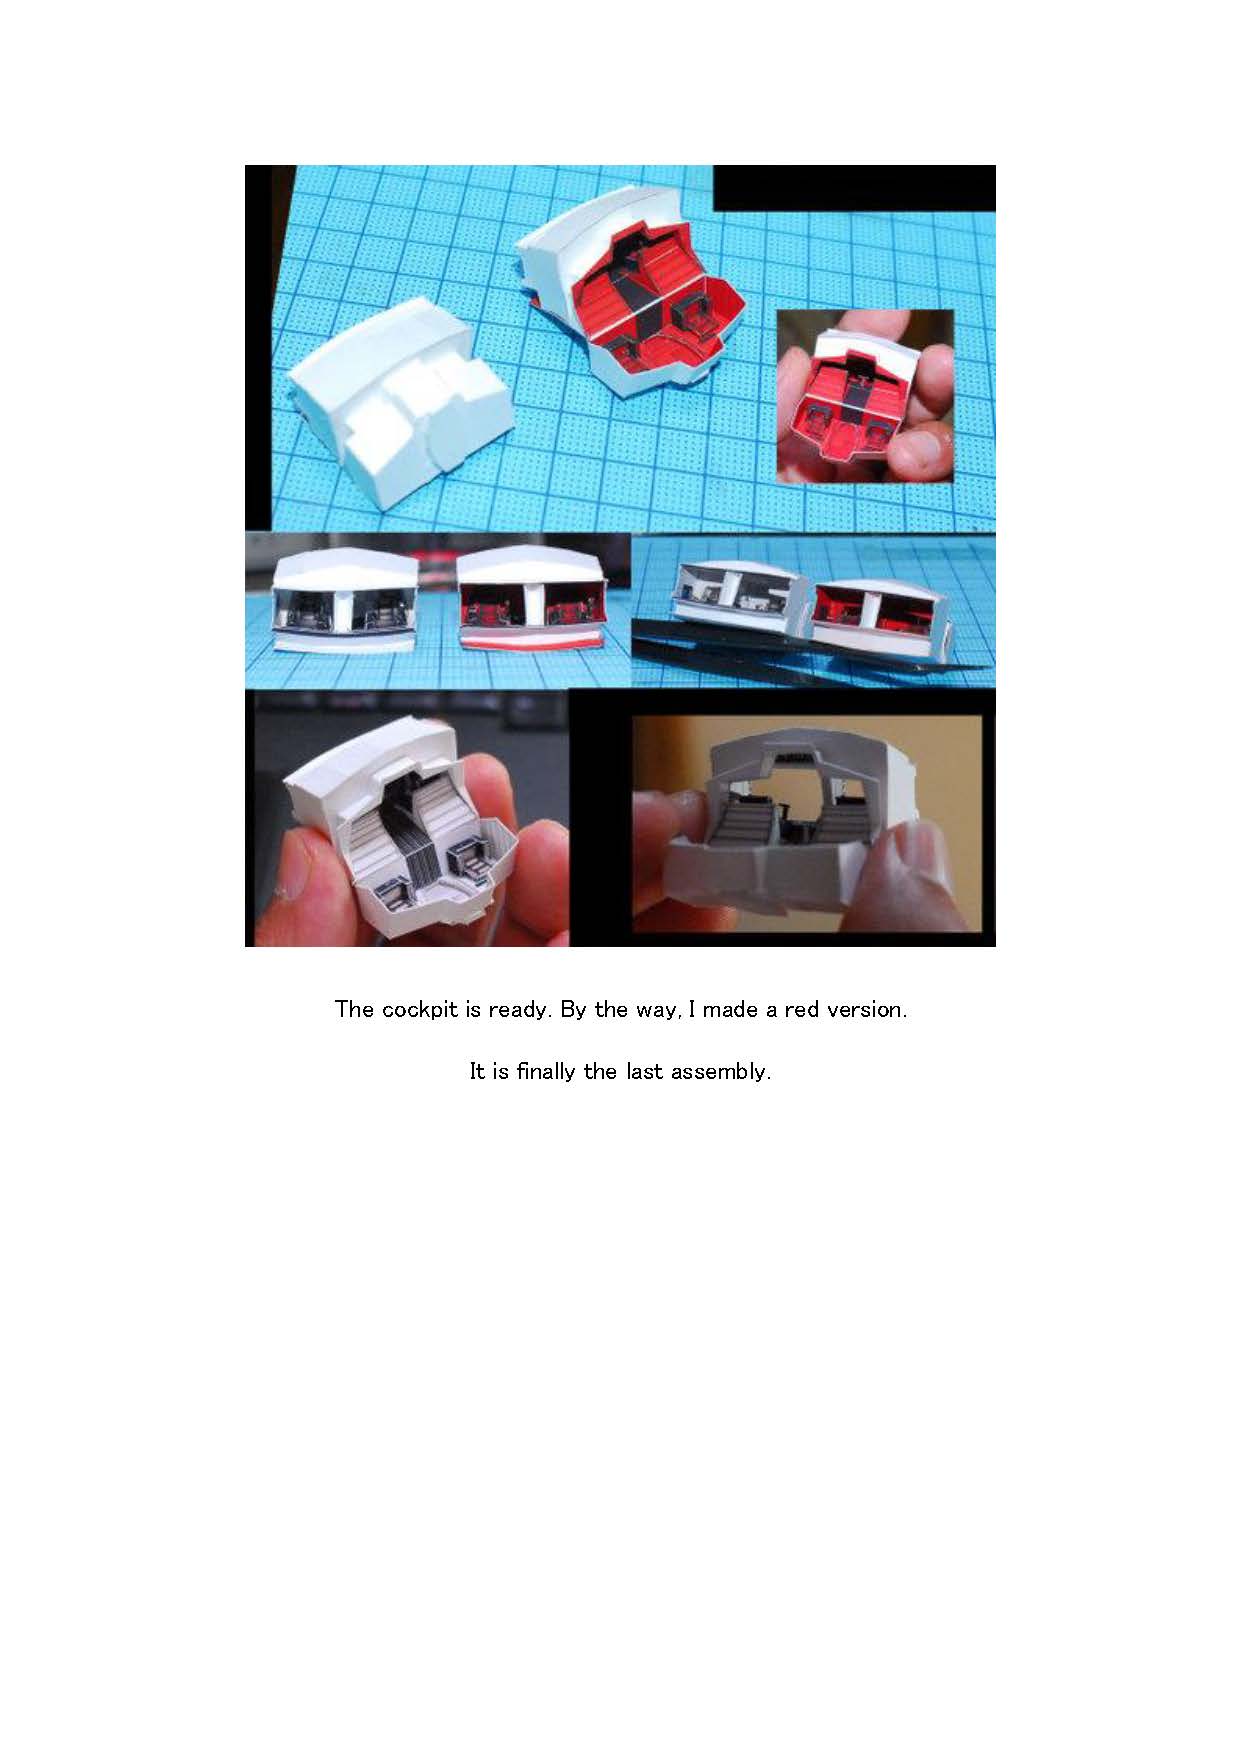 The cockpit is ready. By the way, I made a red version.
It is finally the last assembly.